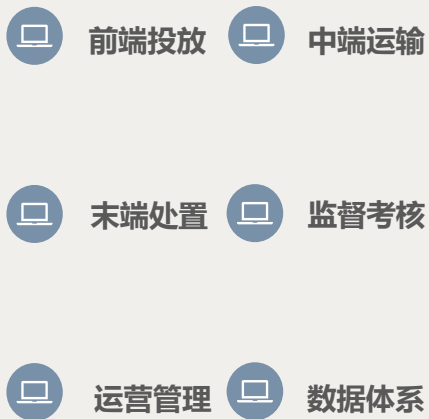 前端投放
中端运输
末端处置
监督考核
运营管理
数据体系